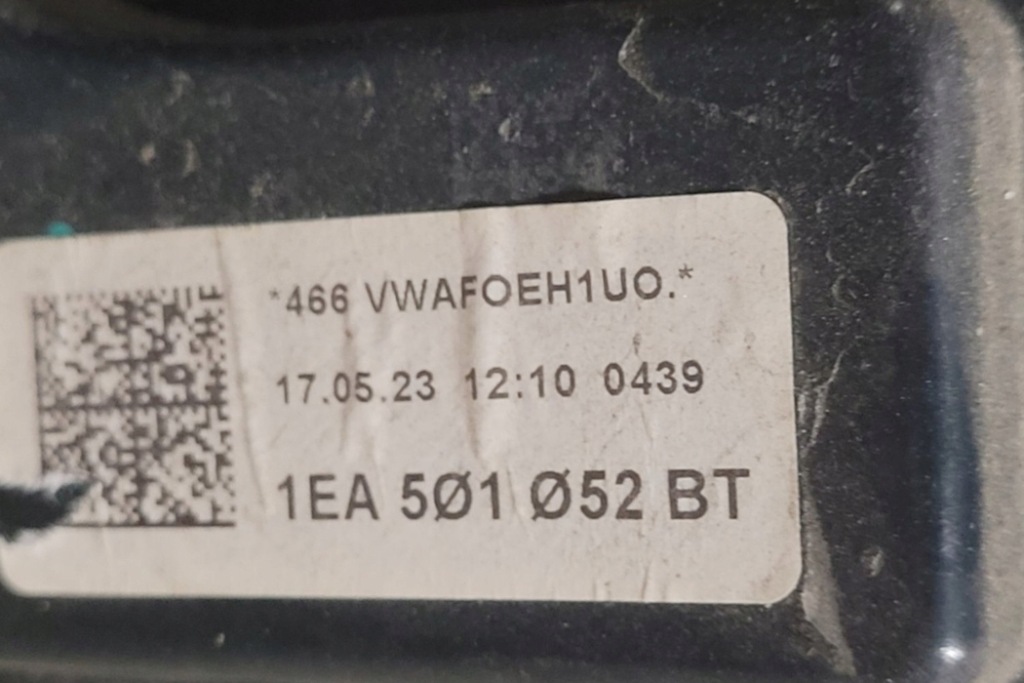 *466 VWAFOEH1UO.*
17.05.23 12:10 0439
1EA 5Ø1 Ø52 BT